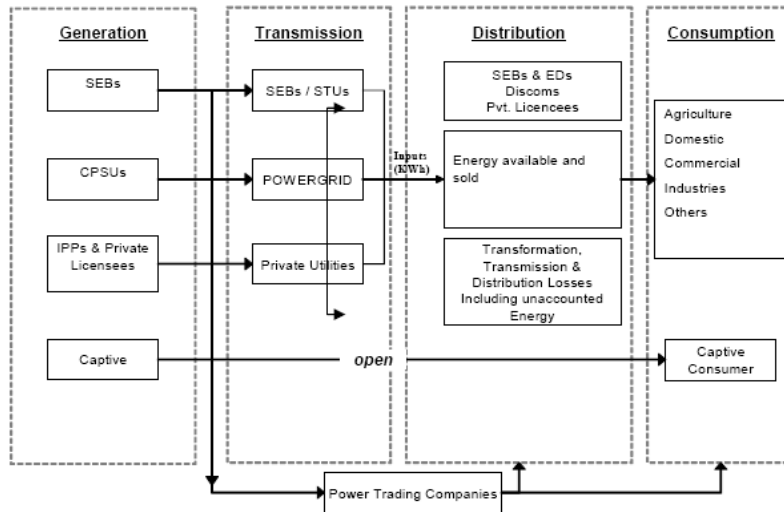 Generation
SEBs
CPSUs
IPPs & Private
Licensees
Captive
Transmission
SEBs / STUs
POWERGRID
Private Utilities
open
Inputs
(KWh)
Distribution
SEBs & EDs
Discoms
Pvt. Licencees
Energy available and
sold
Transformation,
Transmission &
Distribution Losses
Including unaccounted
Energy
Consumption
Agriculture
Domestic
Commercial
Industries
Others
Captive
Consumer
Power Trading Companies